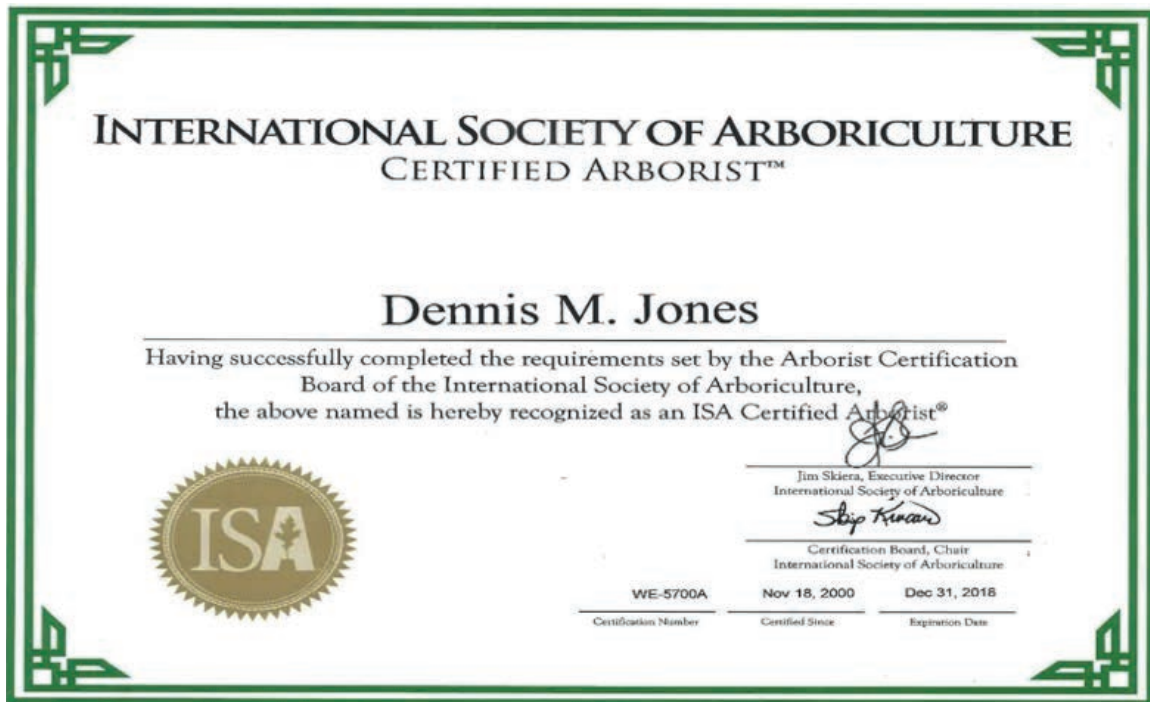 INTERNATIONAL SOCIETY OF ARBORICULTURE
CERTIFIED ARBORIST™
Dennis M. Jones
Having successfully completed the requirements set by the Arborist Certification
Board of the International Society of Arboriculture,
the above named is hereby recognized as an ISA Certified Arborist®
Jim Skiera, Executive Director
International Society of Arboriculture
Skip Kincaid
Certification Board, Chair
International Society of Arboriculture
ISA
WE-5700A Nov 18, 2000 Dec 31, 2018
Certification Number Certified Since Expiration Date